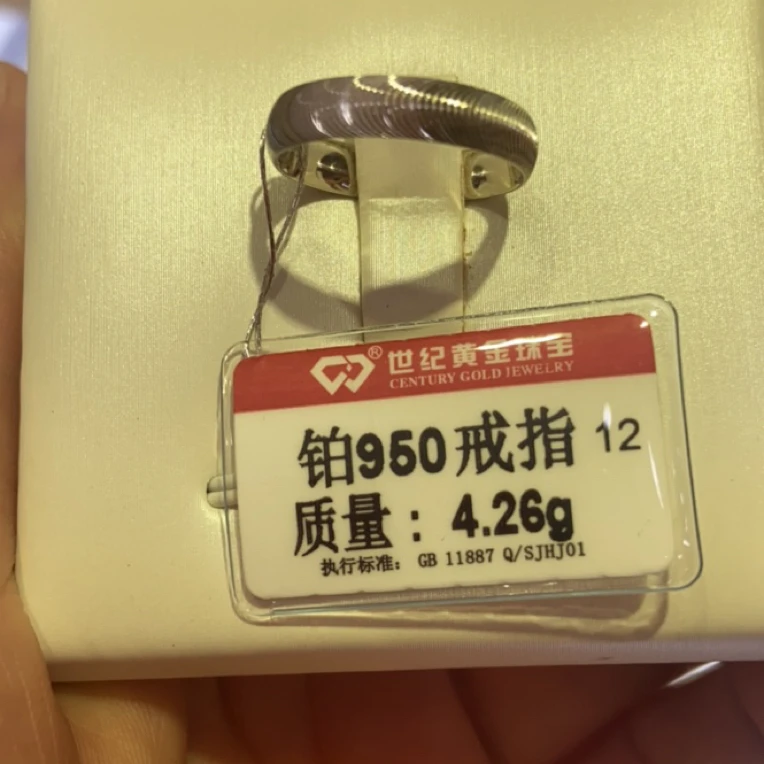 ® 世纪黄金珠宝
CENTURY GOLD JEWELRY
铂950戒指 12
质量：4.26g
执行标准：GB 11887 Q/SJHJ01